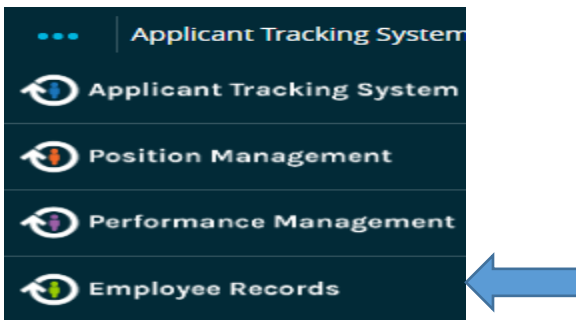 Applicant Tracking System
Applicant Tracking System
Position Management
Performance Management
Employee Records